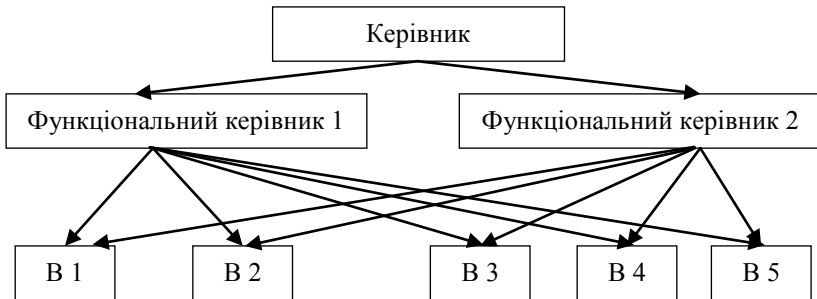 Керівник
Функціональний керівник 1
Функціональний керівник 2
В 1
В 2
В 3
В 4
В 5